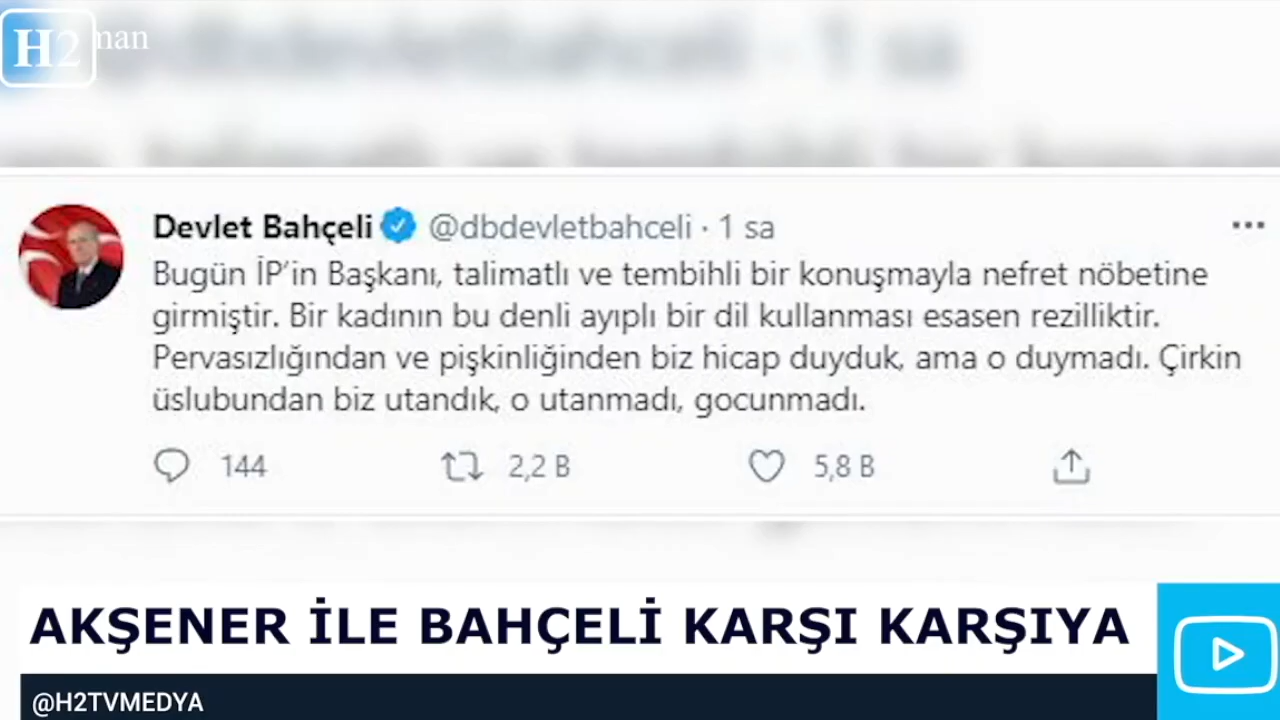 H2 man
Devlet Bahçeli @dbdevletbahceli · 1 sa
Bugün İP'in Başkanı, talimatlı ve tembihli bir konuşmayla nefret nöbetine
girmiştir. Bir kadının bu denli ayıplı bir dil kullanması esasen rezilliktir.
Pervasızlığından ve pişkinliğinden biz hicap duyduk, ama o duymadı. Çirkin
üslubundan biz utandık, o utanmadı, gocunmadı.
144 2,2 B 5,8 B
AKŞENER İLE BAHÇELİ KARŞI KARŞIYA
@H2TVMEDYA